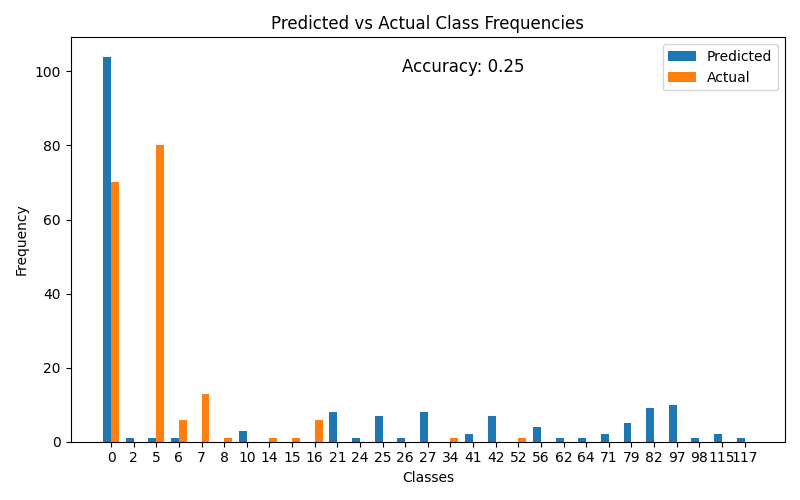 Predicted vs Actual Class Frequencies
Accuracy: 0.25
Predicted
Actual
100
80
60
40
20
0
Frequency
0 2 5 6 7 8 10 14 15 16 21 24 25 26 27 34 41 42 52 56 62 64 71 79 82 97 98 115 117
Classes